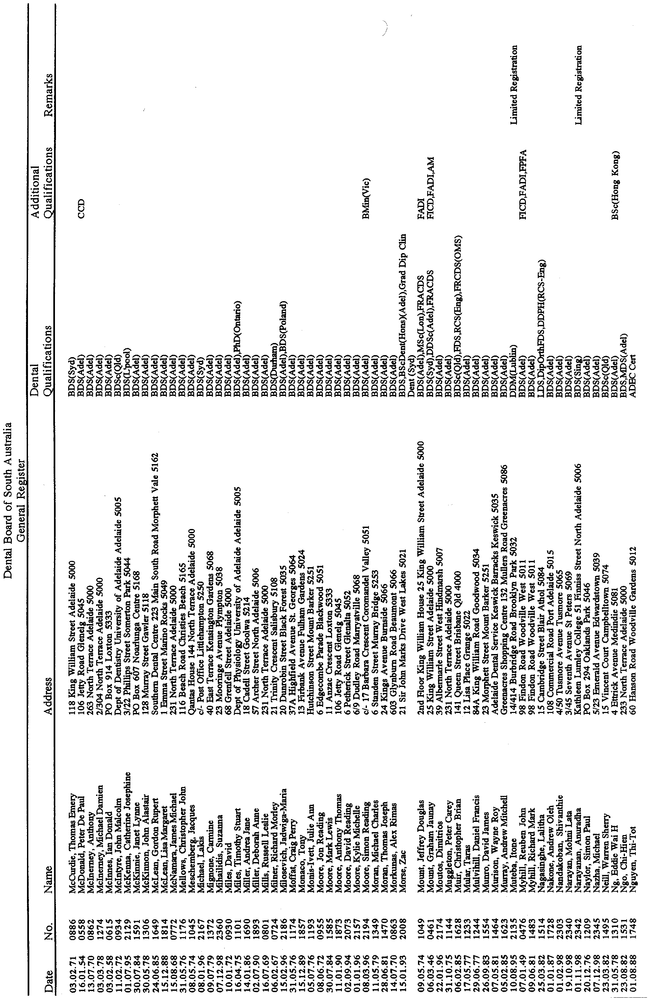 Dental Board of South Australia
General Register
Date No. Name Address Dental Qualifications Additional Qualifications Remarks
03.02.71 0886 McCurdie, Thomas Emery 118 King William Street Adelaide 5000 BDS(Syd)
16.01.54 0558 McDonald, Peter De Paul 106 Jetty Road Glenelg 5045 BDS(Adel) CCD
13.07.70 0862 McInerney, Anthony 263 North Terrace Adelaide 5000 BDS(Adel)
03.03.78 1274 McInerney, Michael Damien 2/304 North Terrace Adelaide 5000 BDS(Adel)
03.02.58 0615 McInnes, Ian Donald PO Box 914 Loxton 5333 BDS(Adel)
11.02.72 0934 McIntyre, John Malcolm Dept of Dentistry University of Adelaide Adelaide 5005 BDSc(Qld)
01.07.95 2129 McKenna, Catherine Josephine 3/22 Phillips Street Somerton Park 5044 BDS(L'pool)
30.07.84 1591 McKinnie, Janet Lynne PO Box 607 Noarlunga Centre 5168 BDS(Adel)
30.05.78 1306 McKinnon, John Alastair 128 Murray Street Gawler 5118 BDS(Adel)
24.06.85 1649 McLean, Gordon Rupert Southern Dental Centre 223 Main South Road Morphett Vale 5162 BDS(Adel)
15.12.88 1814 McLean, Lisa Margaret 1 Emma Street Marino Rocks 5049 BDS(Adel)
15.08.68 0772 McNamara, James Michael 231 North Terrace Adelaide 5000 BDS(Adel)
31.05.76 1176 Mellows, Christopher John 116 Beach Road Christies Beach 5165 BDS(Adel)
08.05.74 1045 Meschemberg, Jacques Qantas House 144 North Terrace Adelaide 5000 BDS(Adel)
08.01.96 2167 Michael, Lakis c/- Post Office Littlehampton 5250 BDS(Syd)
09.07.79 1372 Mignone, Carmine 40 East Terrace Kensington Gardens 5068 BDS(Adel)
07.12.98 2360 Mihailidis, Suzanna 23 Mooringe Avenue Plympton 5038 BDS(Adel)
10.01.72 0930 Miles, David 68 Grenfell Street Adelaide 5000 BDS(Adel)
16.04.75 1101 Miles, Timothy Stuart Dept of Physiology University of Adelaide Adelaide 5005 BDS(Adel),PhD(Ontario)
14.01.86 1690 Miller, Andrea Jane 18 Cadell Street Goolwa 5214 BDS(Adel)
02.07.90 1893 Miller, Deborah Anne 57 Archer Street North Adelaide 5006 BDS(Adel)
16.07.69 0801 Mills, Russell Leslie 231 North Terrace Adelaide 5000 BDS(Adel)
06.02.67 0724 Milner, Richard Morley 21 Trinity Crescent Salisbury 5108 BDS(Durham)
15.02.96 2186 Milosevich, Jadwiga-Maria 20 Dunrobin Street Black Forest 5035 BDS(Adel),BDS(Poland)
31.05.76 1174 Moffat, Craig Perry 37A Highfield Avenue St. Georges 5064 BDS(Adel)
15.12.89 1857 Monaco, Tony 13 Firbank Avenue Fulham Gardens 5024 BDS(Adel)
05.07.76 1193 Monis-Ivett, Julie Ann Hutchinson Street Mount Barker 5251 BDS(Adel)
08.06.72 0955 Moore, Jon Reading 6 Edgecombe Parade Blackwood 5051 BDS(Adel)
30.07.84 1585 Moore, Mark Lewis 11 Anzac Crescent Loxton 5333 BDS(Adel)
11.01.90 1873 Moore, Anthony Thomas 106 Jetty Road Glenelg 5045 BDS(Adel)
02.09.94 2073 Moore, David Reading 6 Petherick Street Glenalta 5052 BDS(Adel)
01.01.96 2157 Moore, Kylie Michelle 6/9 Dudley Road Marryatville 5068 BDS(Adel)
08.03.96 2194 Moore, Simon Reading c/- 17 Barbara Crescent Coromandel Valley 5051 BDS(Adel) BMin(Vic)
11.05.79 1349 Moran, Michael Charles 6 Standen Street Murray Bridge 5253 BDS(Adel)
28.06.81 1470 Moran, Thomas Joseph 24 Kings Avenue Burnside 5066 BDS(Adel)
14.07.70 0863 Morkunas, Alex Rimas 603 Glynburn Road Beaumont 5066 BDS(Adel)
15.01.93 2008 Morse, Zac 21 Sir John Marks Drive West Lakes 5021 BDS,BScDent(Hons)(Adel),Grad Dip Clin
Dent (Syd)
09.05.74 1049 Mount, Jeffrey Douglas 2nd Floor King William House 25 King William Street Adelaide 5000 BDS(Adel),MSc(Lon),FRACDS FADI
06.03.46 0461 Mount, Graham Jaunay 25 King William Street Adelaide 5000 BDS(Syd),DDSc(Adel),FRACDS FICD,FADI,AM
22.01.96 2174 Moutos, Dimitrios 39 Albermarle Street West Hindmarsh 5007 BDS(Adel)
31.10.75 1144 Muggleton, Peter Carey 231 North Terrace Adelaide 5000 BDS(Adel)
06.02.85 1628 Muir, Christopher Brian 141 Queen Street Brisbane Qld 4000 BDSc(Qld),FDS,RCS(Eng),FRCDS(OMS)
17.05.77 1233 Mular, Taras 12 Lisa Place Grange 5022 BDS(Adel)
29.06.77 1244 Mulvihill, Daniel Francis 84A King William Road Goodwood 5034 BDS(Adel)
26.09.83 1554 Munro, David James 23 Morphett Street Mount Barker 5251 BDS(Adel)
07.05.81 1464 Murison, Wayne Roy Adelaide Dental Service Keswick Barracks Keswick 5035 BDS(Adel)
05.02.85 1623 Murray, Andrew Mitchell Greenacres Shopping Centre 132 Mullers Road Greenacres 5086 BDS(Adel)
10.08.95 2135 Muteba, Itone 14/414 Burbridge Road Brooklyn Park 5032 DDM(Lublin) Limited Registration
07.01.49 0476 Myhill, Reuben John 98 Findon Road Woodville West 5011 BDS(Adel) FICD,FADI,FPFA
09.06.81 1483 Myhill, Richard Mark 98 Findon Road Woodville West 5011 BDS(Adel)
25.03.82 1514 Nagasinghe, Lalitha 15 Cambridge Street Blair Athol 5084 LDS,DipOrthFDS,DDPH(RCS-Eng)
01.01.87 1728 Nakone, Andrew Oleh 108 Commercial Road Port Adelaide 5015 BDS(Adel)
01.02.98 2303 Nandakoban, Shivanthie 4/50 Tusmore Avenue Tusmore 5065 BDS(Adel)
19.10.98 2340 Narayan, Mohni Lata 3/45 Seventh Avenue St Peters 5069 BDS(Adel)
01.11.98 2342 Narayanan, Anuradha Kathleen Lumley College 51 Finniss Street North Adelaide 5006 BDS(Sing) Limited Registration
20.12.76 1209 Naylor, Simon Paul PO Box 294 Oaklands Park 5046 BDS(Adel)
07.12.98 2345 Nazha, Michael 5/23 Emerald Avenue Edwardstown 5039 BDS(Adel)
23.03.82 1495 Neill, Warren Sherry 15 Vincent Court Campbelltown 5074 BDSc(Qld)
31.05.78 1310 Ng, Eddie Wai H 4 Ettrick Avenue Medindie 5081 BDS(Adel) BSc(Hong Kong)
23.08.82 1531 Ngo, Chi-Hien 233 North Terrace Adelaide 5000 BDS,MDS(Adel)
01.08.88 1748 Nguyen, Thi-Tot 60 Hanson Road Woodville Gardens 5012 ADEC Cert